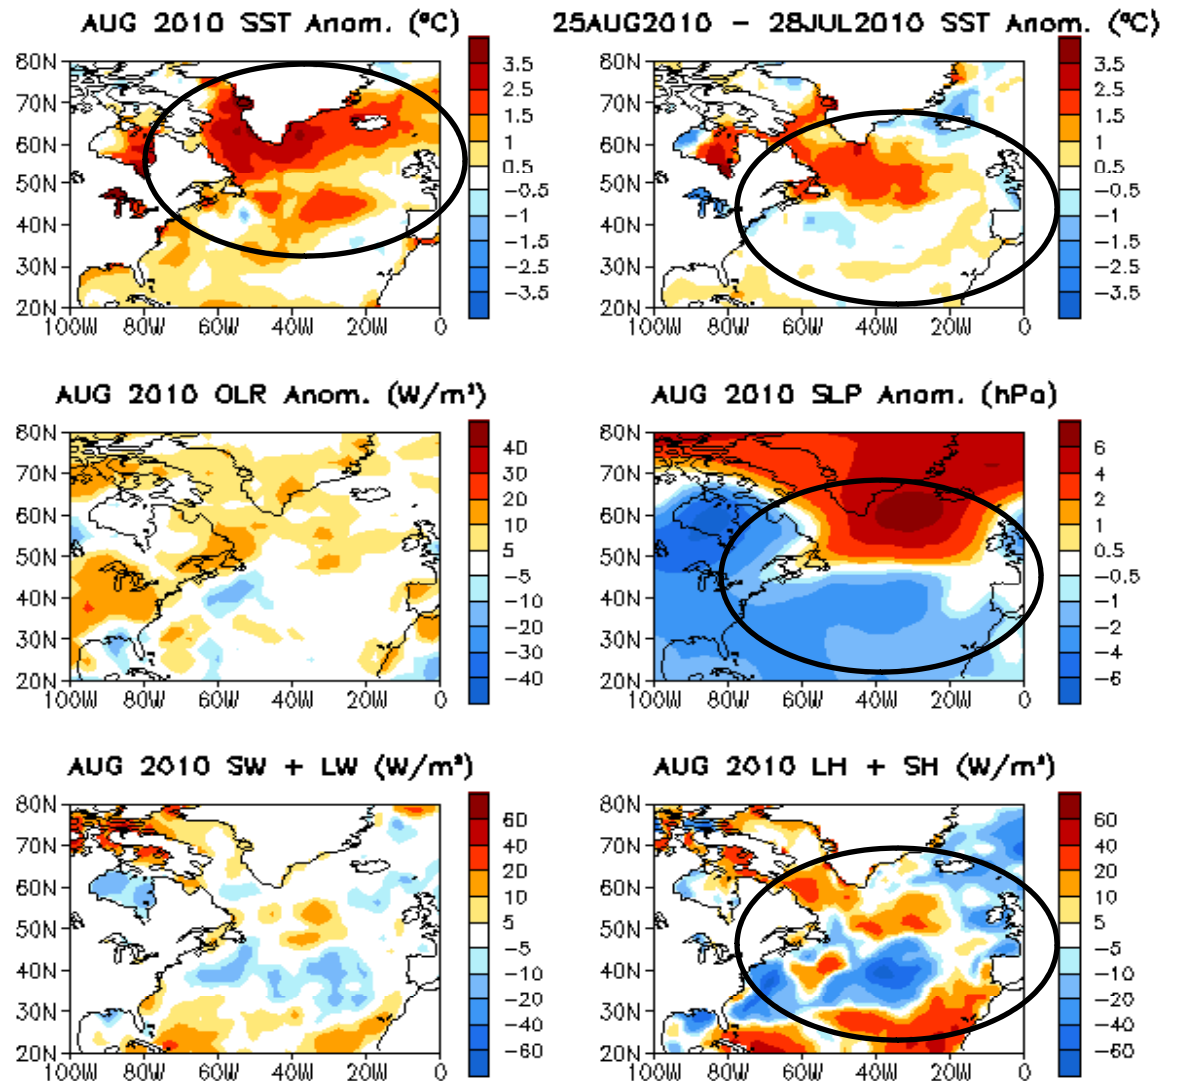 AUG 2010 SST Anom. (°C)
80N
70N
60N
50N
40N
30N
20N
100W 80W 60W 40W 20W 0
3.5
2.5
1.5
1
0.5
-0.5
-1
-1.5
-2.5
-3.5
25AUG2010 - 28JUL2010 SST Anom. (°C)
80N
70N
60N
50N
40N
30N
20N
100W 80W 60W 40W 20W 0
3.5
2.5
1.5
1
0.5
-0.5
-1
-1.5
-2.5
-3.5
AUG 2010 OLR Anom. (W/m²)
80N
70N
60N
50N
40N
30N
20N
100W 80W 60W 40W 20W 0
40
30
20
10
5
-5
-10
-20
-30
-40
AUG 2010 SLP Anom. (hPa)
80N
70N
60N
50N
40N
30N
20N
100W 80W 60W 40W 20W 0
6
4
2
1
0.5
-0.5
-1
-2
-4
-6
AUG 2010 SW + LW (W/m²)
80N
70N
60N
50N
40N
30N
20N
100W 80W 60W 40W 20W 0
60
40
20
10
5
-5
-10
-20
-40
-60
AUG 2010 LH + SH (W/m²)
80N
70N
60N
50N
40N
30N
20N
100W 80W 60W 40W 20W 0
60
40
20
10
5
-5
-10
-20
-40
-60